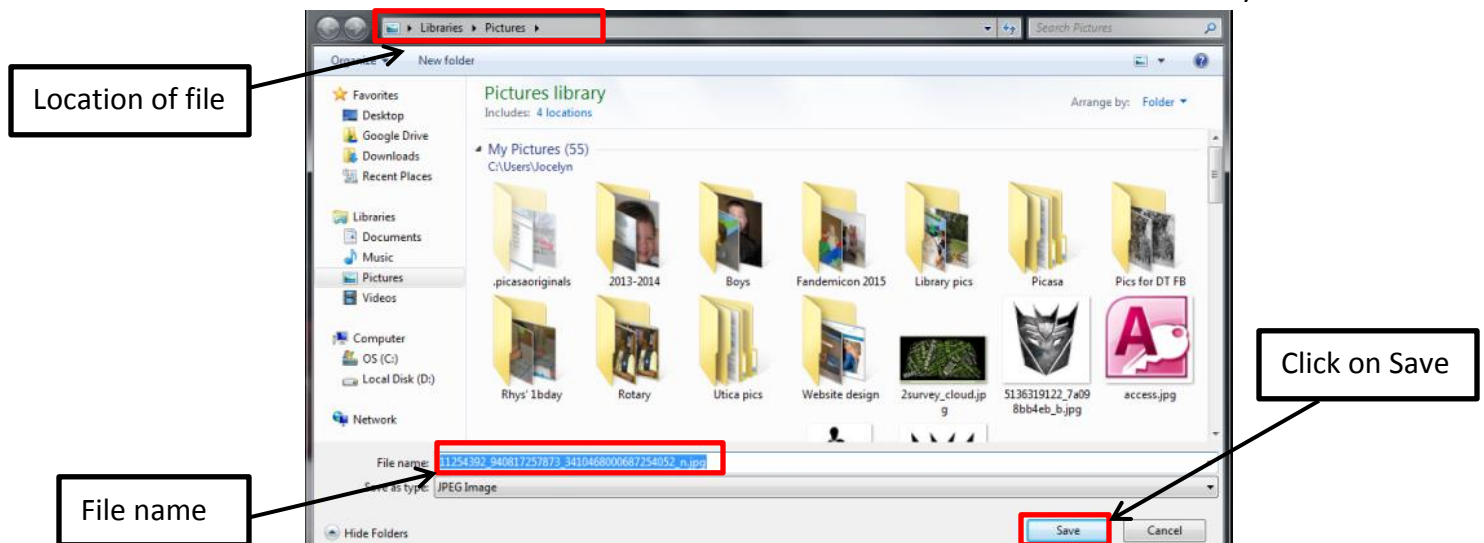 Libraries ▸ Pictures ▸
Search Pictures
Organize
New folder
Location of file
Favorites
Desktop
Google Drive
Downloads
Recent Places
Libraries
Documents
Music
Pictures
Videos
Computer
OS (C:)
Local Disk (D:)
Network
Pictures library
Includes: 4 locations
Arrange by: Folder
My Pictures (55)
C:\Users\Jocelyn
.picasaoriginals
2013-2014
Boys
Fandemicon 2015
Library pics
Picasa
Pics for DT FB
Rhys' 1bday
Rotary
Utica pics
Website design
2survey_cloud.jp
g
5136319122_7a09
8bb4eb_b.jpg
access.jpg
A
Click on Save
File name: 11254392_940817257873_3410468000687254052_n.jpg
Save as type: JPEG Image
File name
Hide Folders
Save
Cancel